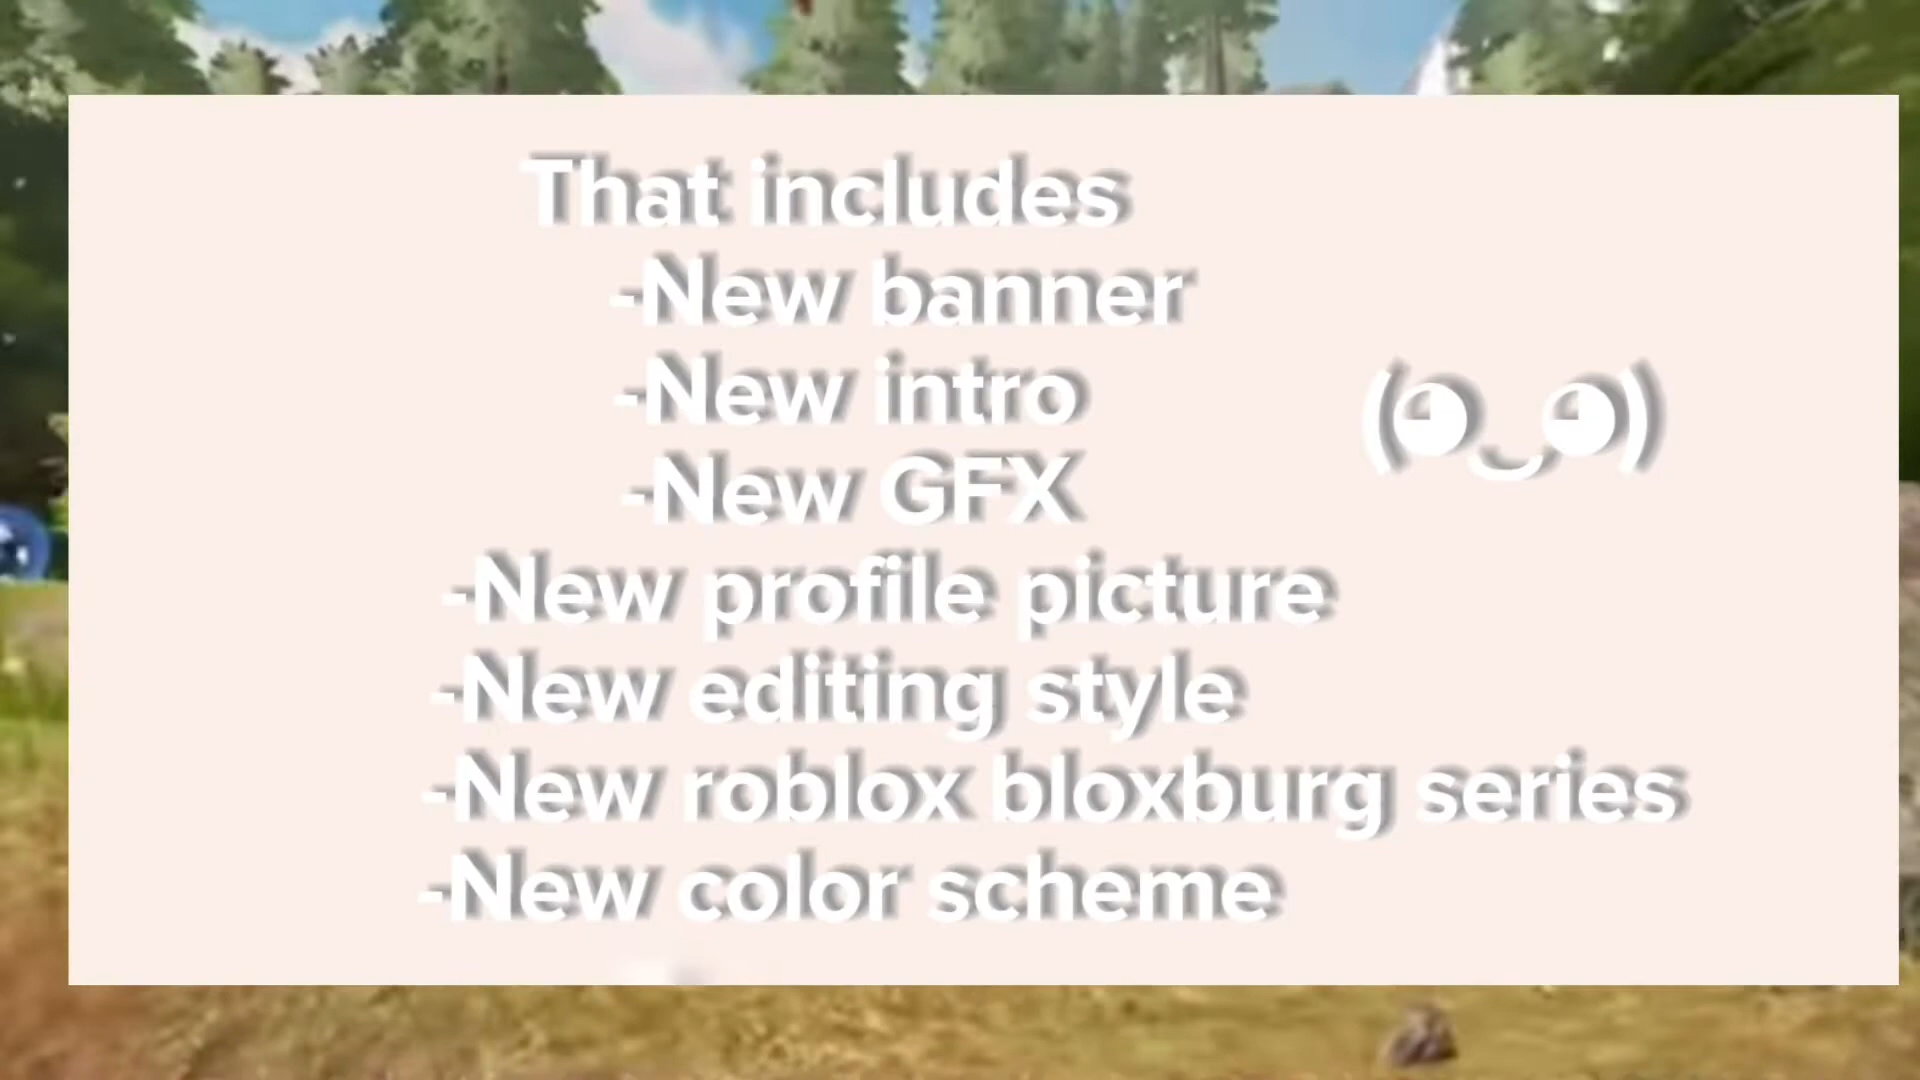 That includes
-New banner
-New intro
(◕‿◕)
-New GFX
-New profile picture
-New editing style
-New roblox bloxburg series
-New color scheme